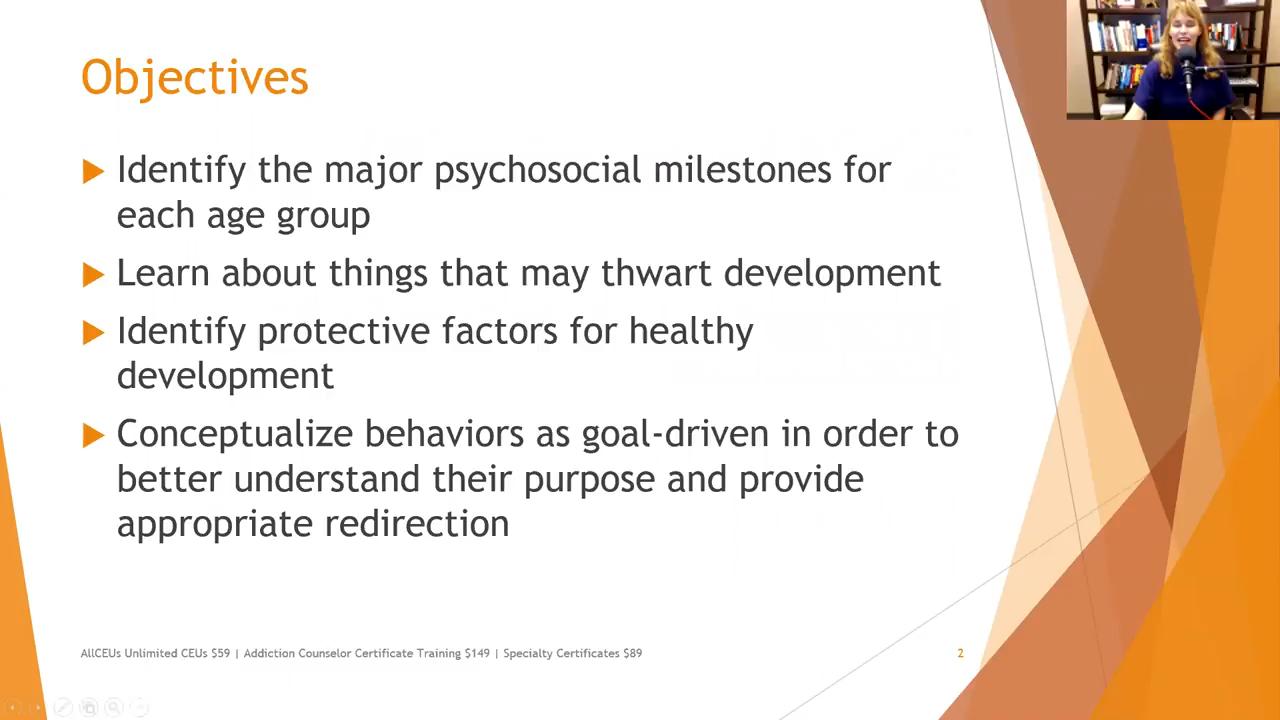 Objectives
Identify the major psychosocial milestones for
each age group
Learn about things that may thwart development
Identify protective factors for healthy
development
Conceptualize behaviors as goal-driven in order to
better understand their purpose and provide
appropriate redirection
AllCEUs Unlimited CEUs $59 | Addiction Counselor Certificate Training $149 | Specialty Certificates $89
2